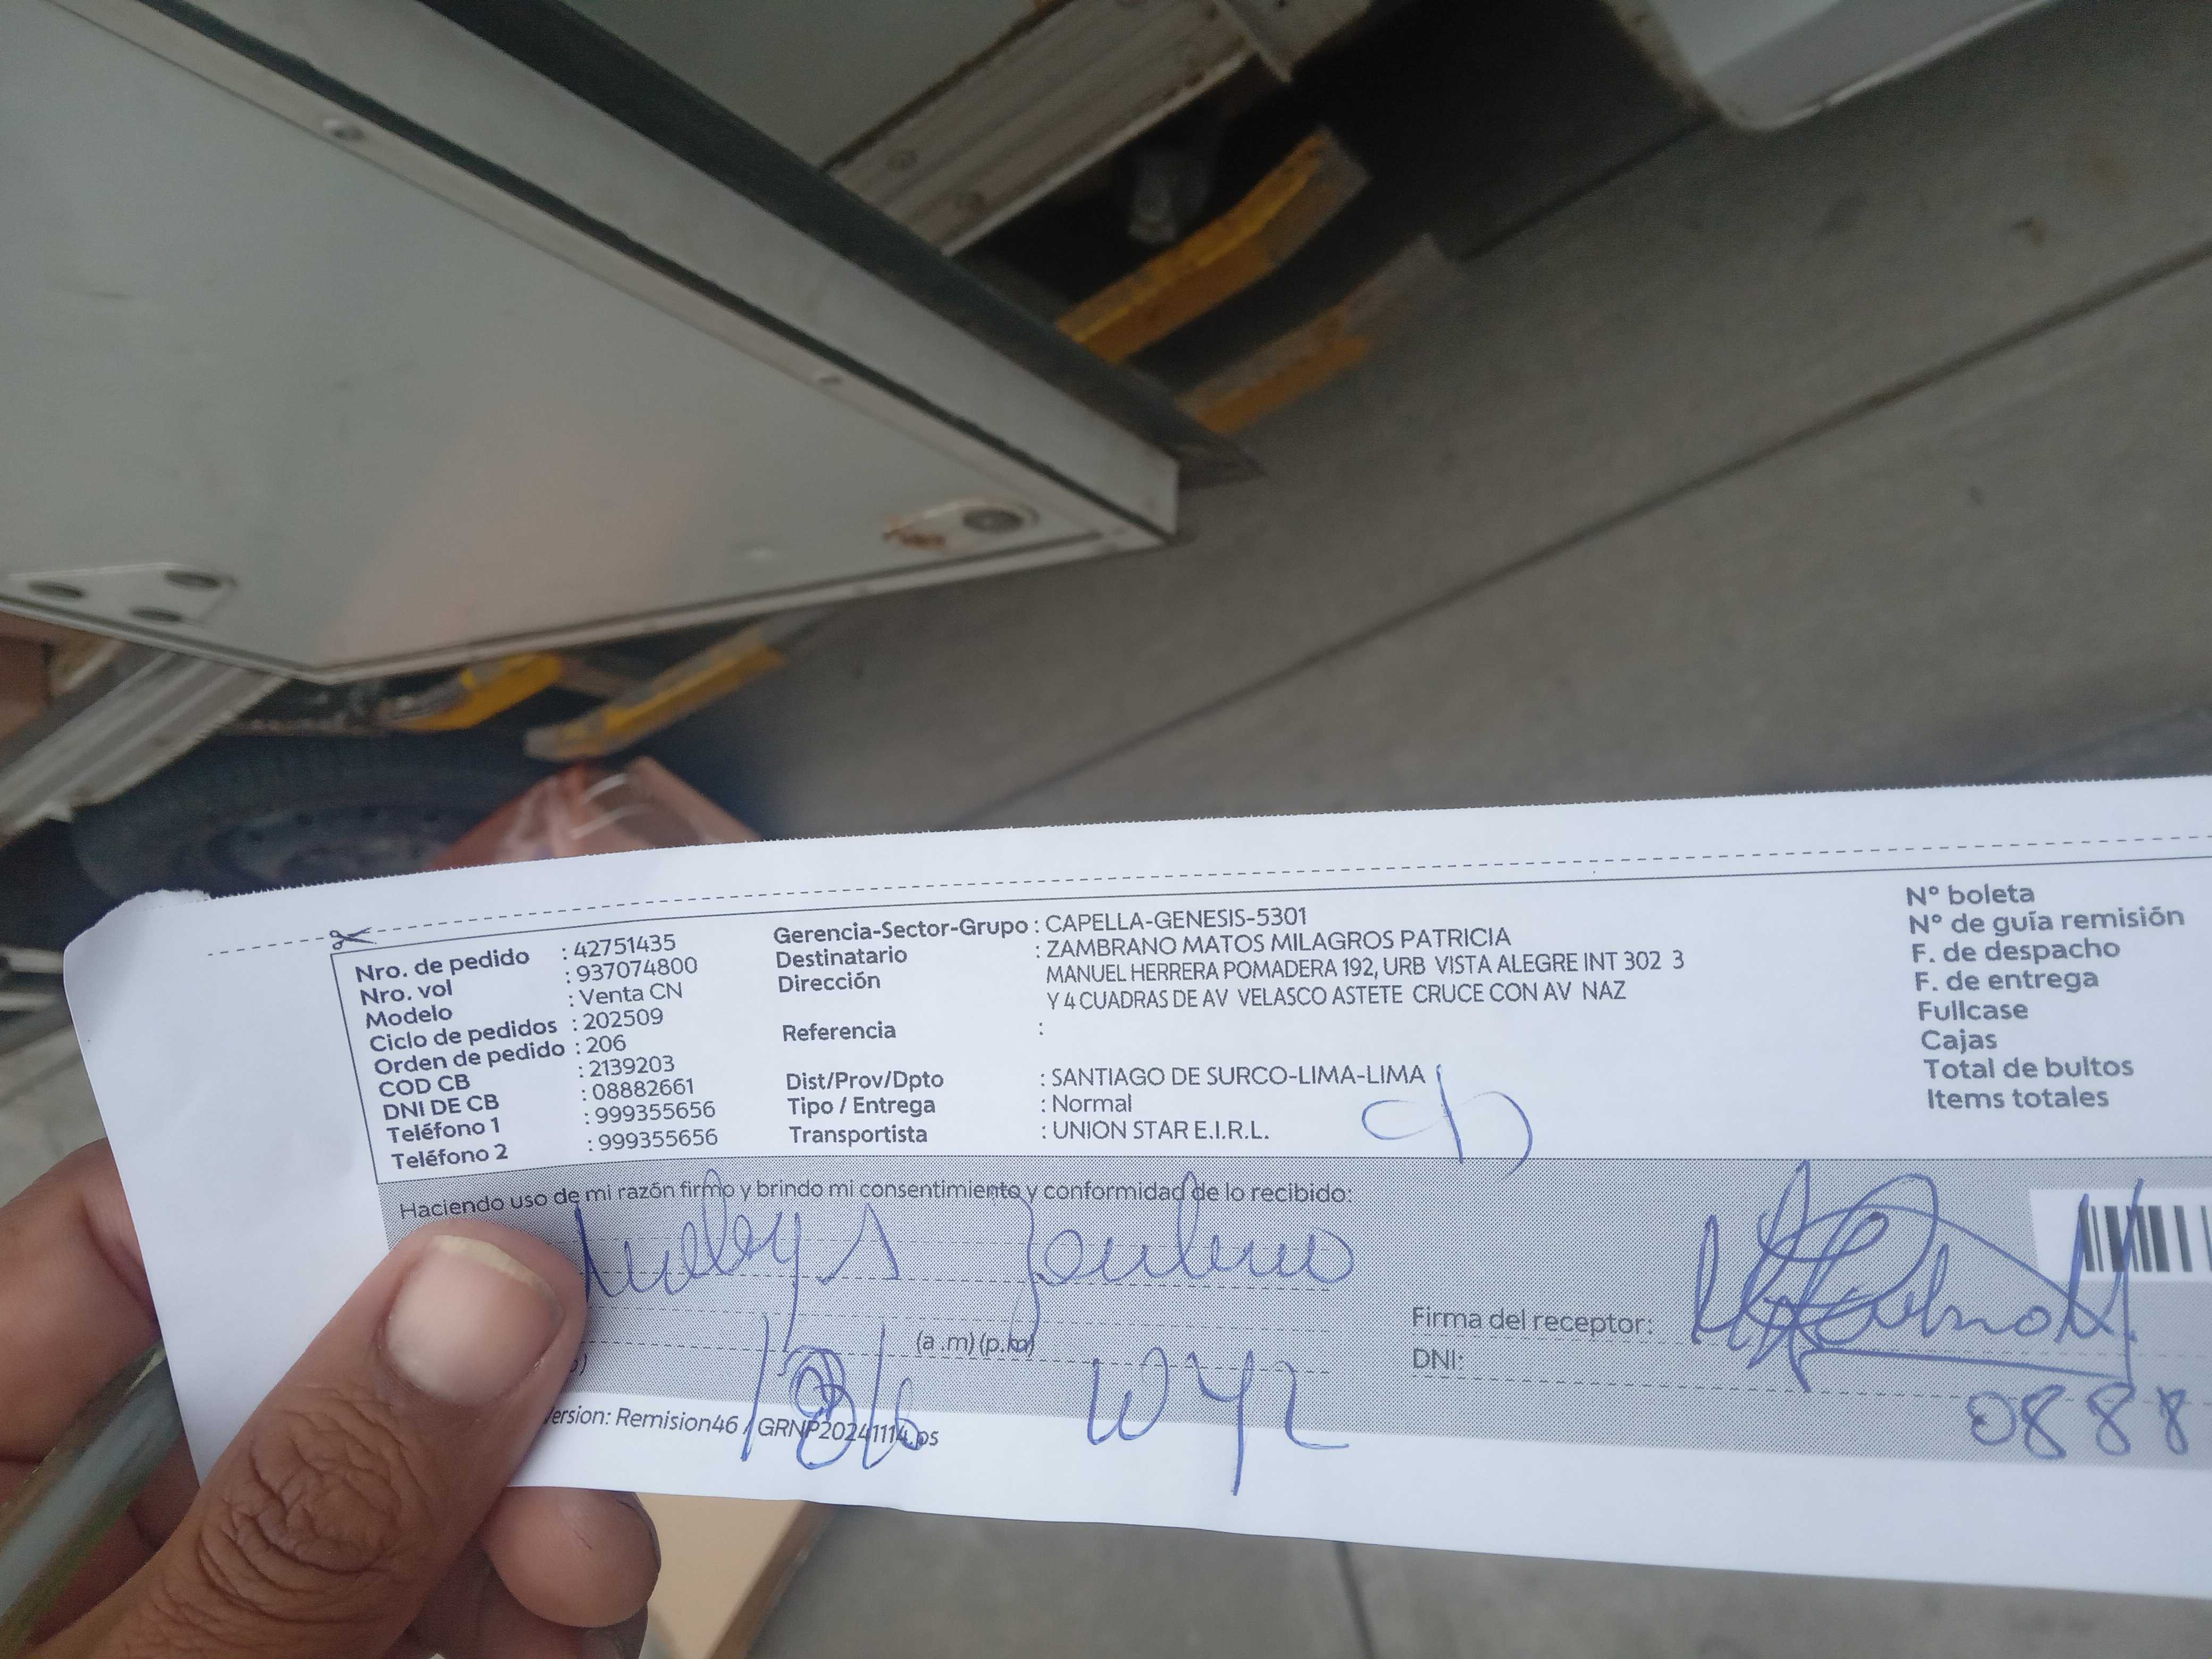 Nro. de pedido : 42751435
Nro. vol : 937074800
Modelo : Venta CN
Ciclo de pedidos : 202509
Orden de pedido : 206
COD CB : 2139203
DNI DE CB : 08882661
Teléfono 1 : 999355656
Teléfono 2 : 999355656
Gerencia-Sector-Grupo : CAPELLA-GENESIS-5301
Destinatario : ZAMBRANO MATOS MILAGROS PATRICIA
Dirección MANUEL HERRERA POMADERA 192, URB VISTA ALEGRE INT 302 3
Y 4 CUADRAS DE AV VELASCO ASTETE CRUCE CON AV NAZ
Referencia :
Dist/Prov/Dpto : SANTIAGO DE SURCO-LIMA-LIMA
Tipo / Entrega : Normal
Transportista : UNION STAR E.I.R.L.
N° boleta
N° de guía remisión
F. de despacho
F. de entrega
Fullcase
Cajas
Total de bultos
Items totales
Haciendo uso de mi razón firmo y brindo mi consentimiento y conformidad de lo recibido:
(a .m) (p.m)
Firma del receptor:
DNI: 0888
ersion: Remision46 / GRNP20241114.ps